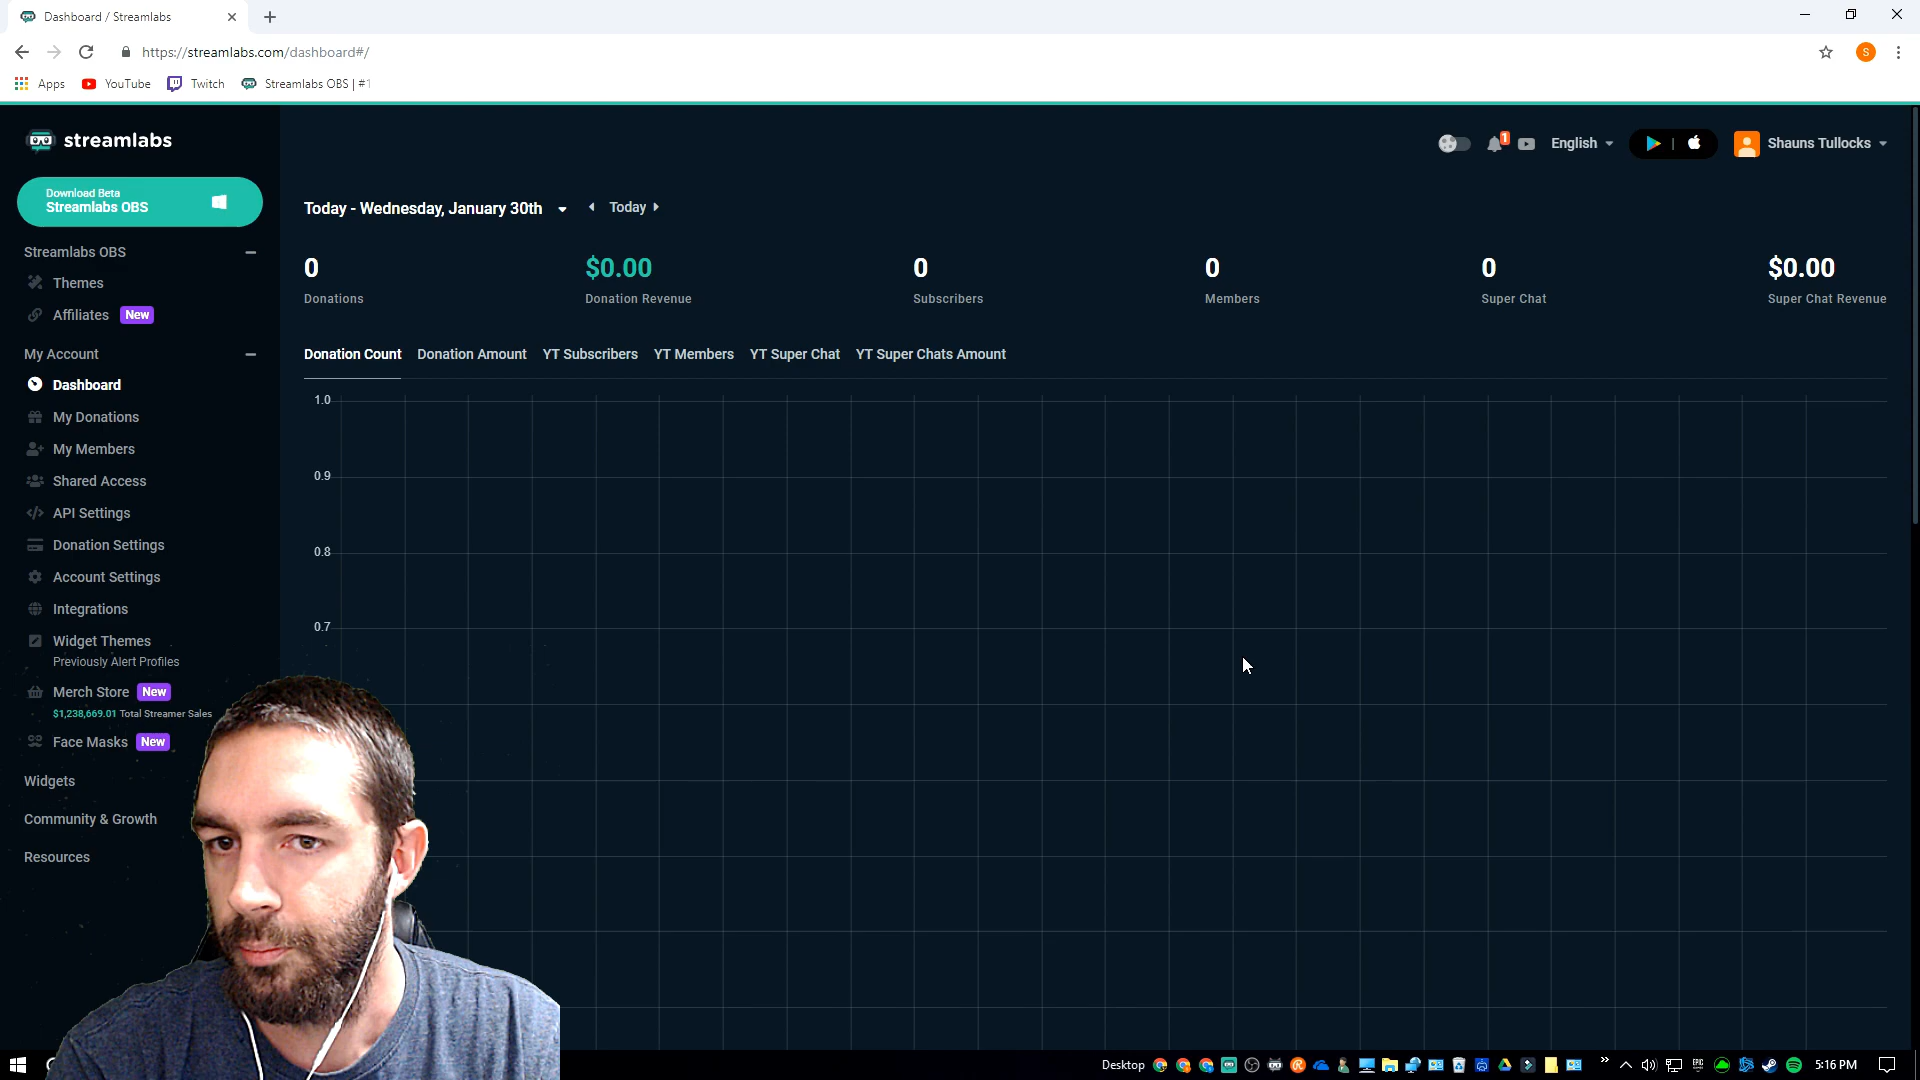 Dashboard / Streamlabs
https://streamlabs.com/dashboard#/
S
Apps YouTube Twitch Streamlabs OBS | #1
streamlabs
1 English Shauns Tullocks
Download Beta
Streamlabs OBS
Today - Wednesday, January 30th Today
0 $0.00 0 0 0 $0.00
Donations Donation Revenue Subscribers Members Super Chat Super Chat Revenue
Donation Count Donation Amount YT Subscribers YT Members YT Super Chat YT Super Chats Amount
1.0
0.9
0.8
0.7
Streamlabs OBS
Themes
Affiliates New
My Account
Dashboard
My Donations
My Members
Shared Access
API Settings
Donation Settings
Account Settings
Integrations
Widget Themes
Previously Alert Profiles
Merch Store New
$1,238,669.01 Total Streamer Sales
Face Masks New
Widgets
Community & Growth
Resources
Desktop 5:16 PM